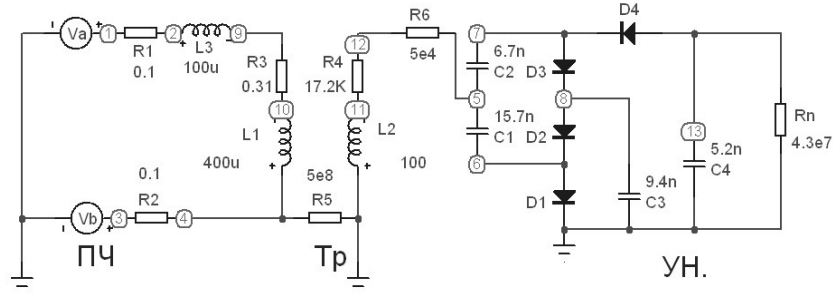 Va 1 R1 0.1 2 L3 100u 9
R3 0.31 10 L1 400u
Vb 3 R2 0.1 4
R5 5e8
12 R4 17.2K 11 L2 100
R6 5e4
7 6.7n C2 D3
5 15.7n C1 D2 8
6 D1
9.4n C3
D4
13 5.2n C4
Rn 4.3e7
ПЧ Тр УН.